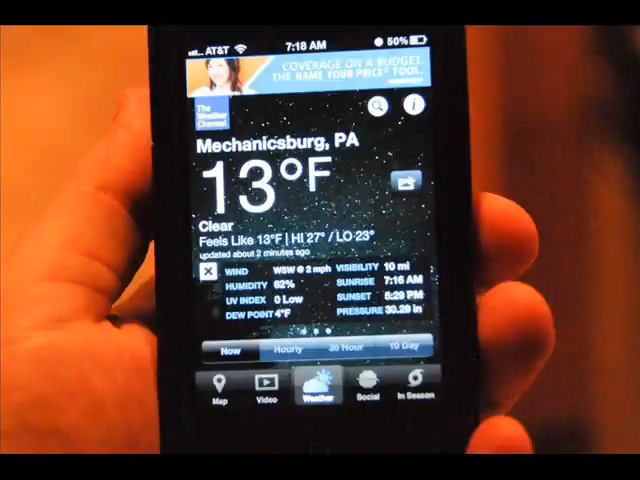 AT&T 7:18 AM 50%
COVERAGE ON A BUDGET.
THE NAME YOUR PRICE® TOOL.
The
Weather
Channel
Mechanicsburg, PA
13°F
Clear
Feels Like 13°F | HI 27° / LO 23°
updated about 2 minutes ago
WIND WSW @ 2 mph VISIBILITY 10 mi
HUMIDITY 62% SUNRISE 7:16 AM
UV INDEX 0 Low SUNSET 5:29 PM
DEW POINT 4°F PRESSURE 30.29 in
Now Hourly 36 Hour 10 Day
Map Video Weather Social In Season